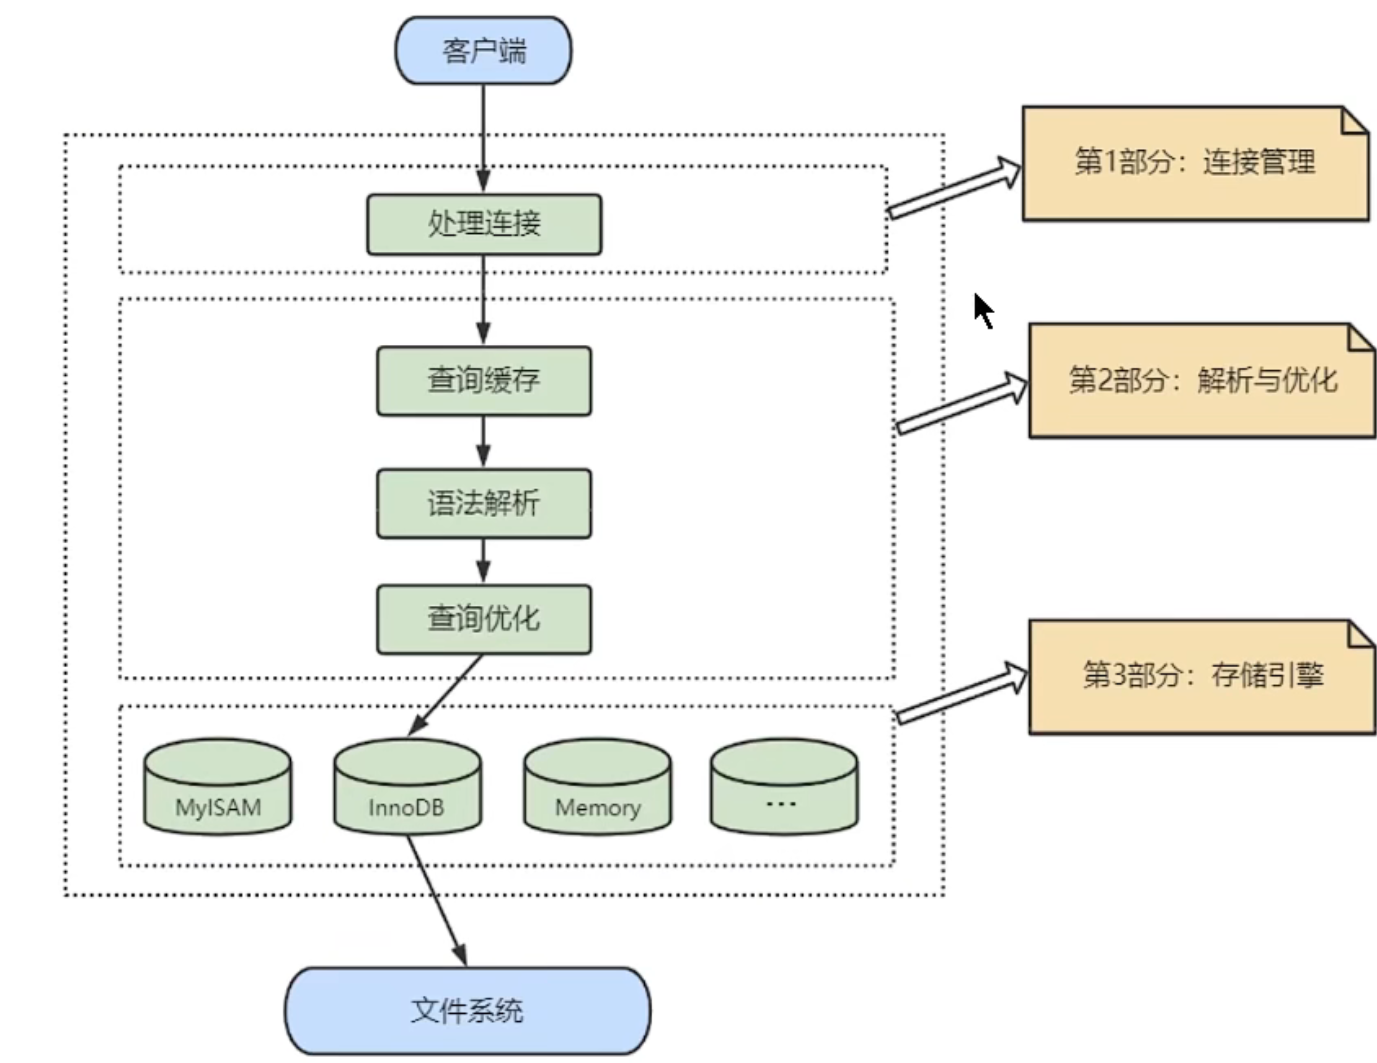 客户端
第1部分：连接管理
处理连接
查询缓存
第2部分：解析与优化
语法解析
查询优化
第3部分：存储引擎
MyISAM
InnoDB
Memory
...
文件系统